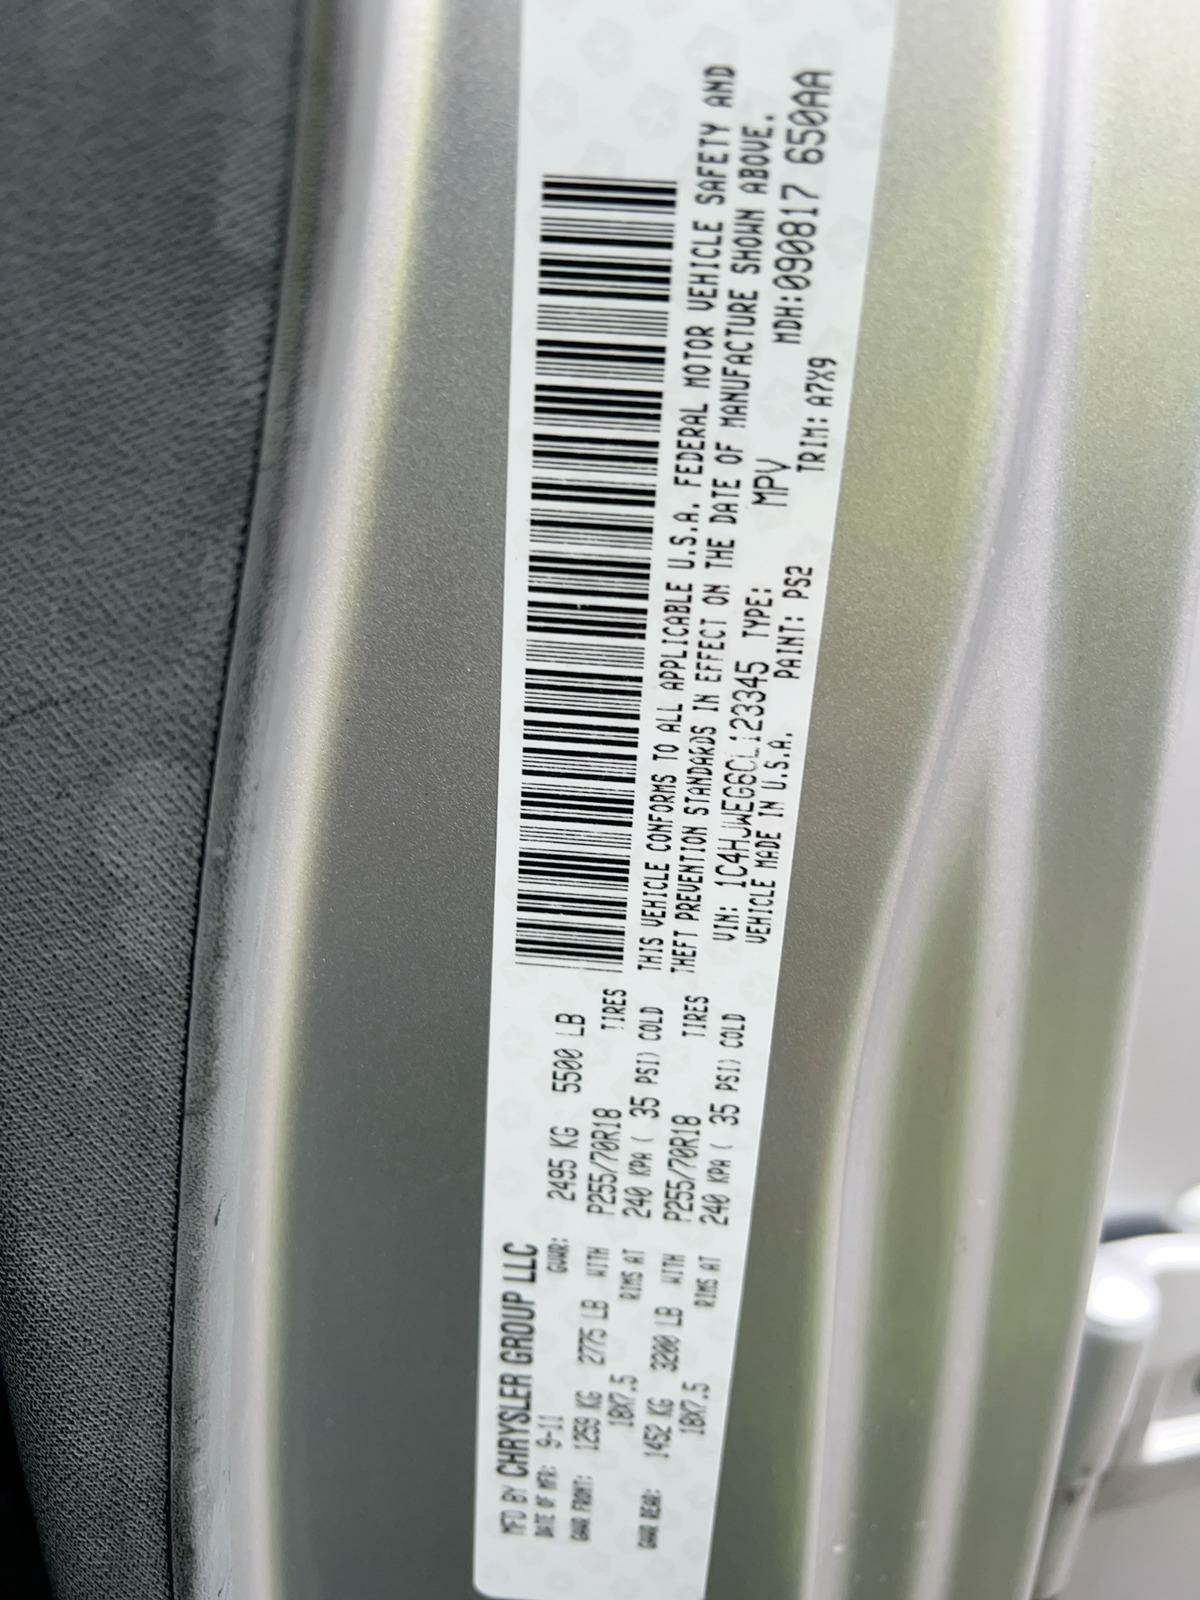 MFD BY CHRYSLER GROUP LLC
DATE OF MFR: 9-11 GVWR: 2495 KG 5500 LB
GAWR FRONT: 1259 KG 2775 LB WITH P255/70R18 TIRES
18X7.5 RIMS AT 240 KPA ( 35 PSI) COLD
GAWR REAR: 1452 KG 3200 LB WITH P255/70R18 TIRES
18X7.5 RIMS AT 240 KPA ( 35 PSI) COLD
THIS VEHICLE CONFORMS TO ALL APPLICABLE U.S.A. FEDERAL MOTOR VEHICLE SAFETY AND
THEFT PREVENTION STANDARDS IN EFFECT ON THE DATE OF MANUFACTURE SHOWN ABOVE.
VIN: 1C4HJWEG6CL123345 TYPE: MPV MDH:090817 650AA
VEHICLE MADE IN U.S.A. PAINT: PS2 TRIM: A7X9